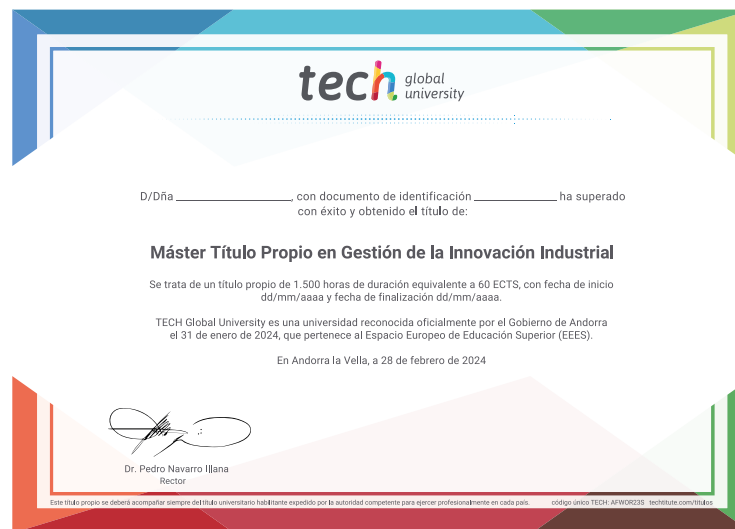 tech global university
D/Dña ________________, con documento de identificación ____________ ha superado
con éxito y obtenido el título de:
Máster Título Propio en Gestión de la Innovación Industrial
Se trata de un título propio de 1.500 horas de duración equivalente a 60 ECTS, con fecha de inicio
dd/mm/aaaa y fecha de finalización dd/mm/aaaa.
TECH Global University es una universidad reconocida oficialmente por el Gobierno de Andorra
el 31 de enero de 2024, que pertenece al Espacio Europeo de Educación Superior (EEES).
En Andorra la Vella, a 28 de febrero de 2024
Dr. Pedro Navarro Illana
Rector
Este título propio se deberá acompañar siempre del título universitario habilitante expedido por la autoridad competente para ejercer profesionalmente en cada país. código único TECH: AFWOR23S techtitute.com/titulos